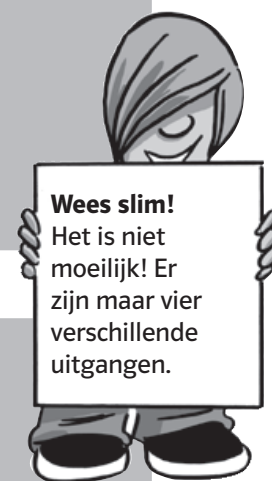 Wees slim!
Het is niet
moeilijk! Er
zijn maar vier
verschillende
uitgangen.